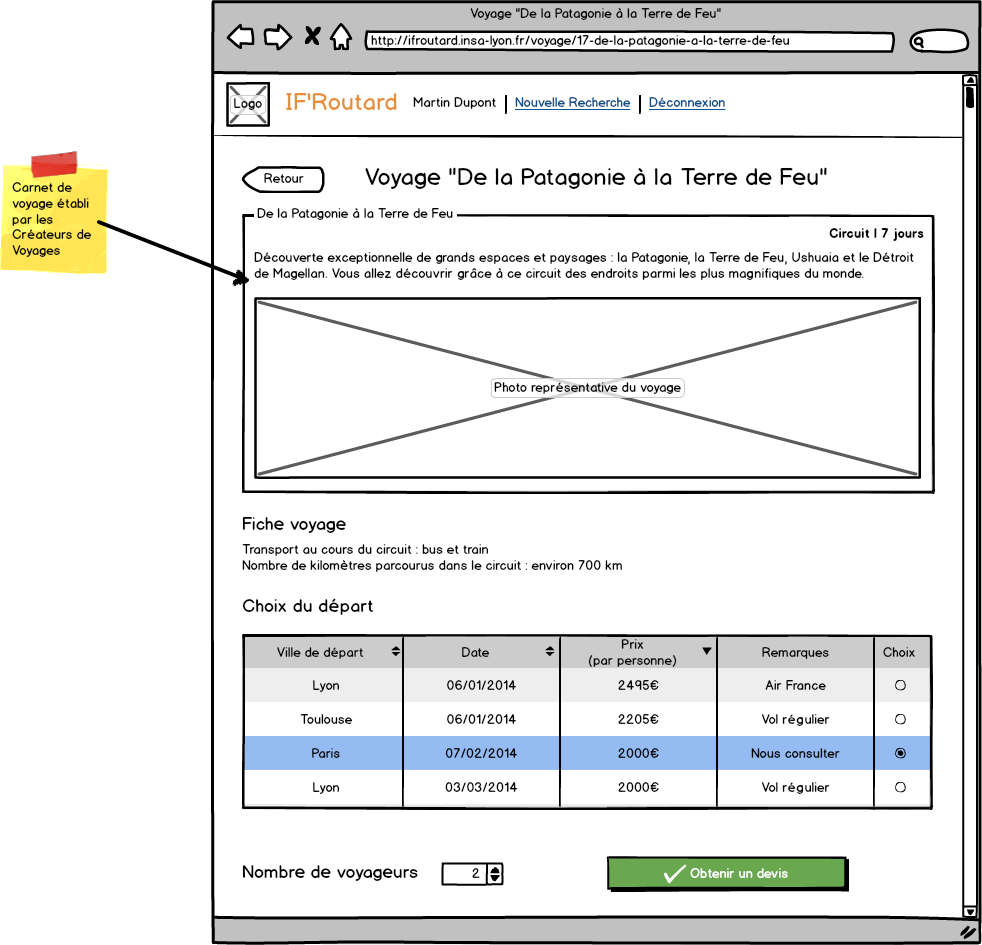 Voyage "De la Patagonie à la Terre de Feu"
http://ifroutard.insa-lyon.fr/voyage/17-de-la-patagonie-a-la-terre-de-feu
Logo IF'Routard Martin Dupont | Nouvelle Recherche | Déconnexion
Carnet de
voyage établi
par les
Créateurs de
Voyages
Retour Voyage "De la Patagonie à la Terre de Feu"
De la Patagonie à la Terre de Feu
Circuit | 7 jours
Découverte exceptionnelle de grands espaces et paysages : la Patagonie, la Terre de Feu, Ushuaia et le Détroit
de Magellan. Vous allez découvrir grâce à ce circuit des endroits parmi les plus magnifiques du monde.
Photo représentative du voyage
Fiche voyage
Transport au cours du circuit : bus et train
Nombre de kilomètres parcourus dans le circuit : environ 700 km
Choix du départ
Ville de départ Date Prix (par personne) Remarques Choix
Lyon 06/01/2014 2495€ Air France
Toulouse 06/01/2014 2205€ Vol régulier
Paris 07/02/2014 2000€ Nous consulter
Lyon 03/03/2014 2000€ Vol régulier
Nombre de voyageurs 2 Obtenir un devis